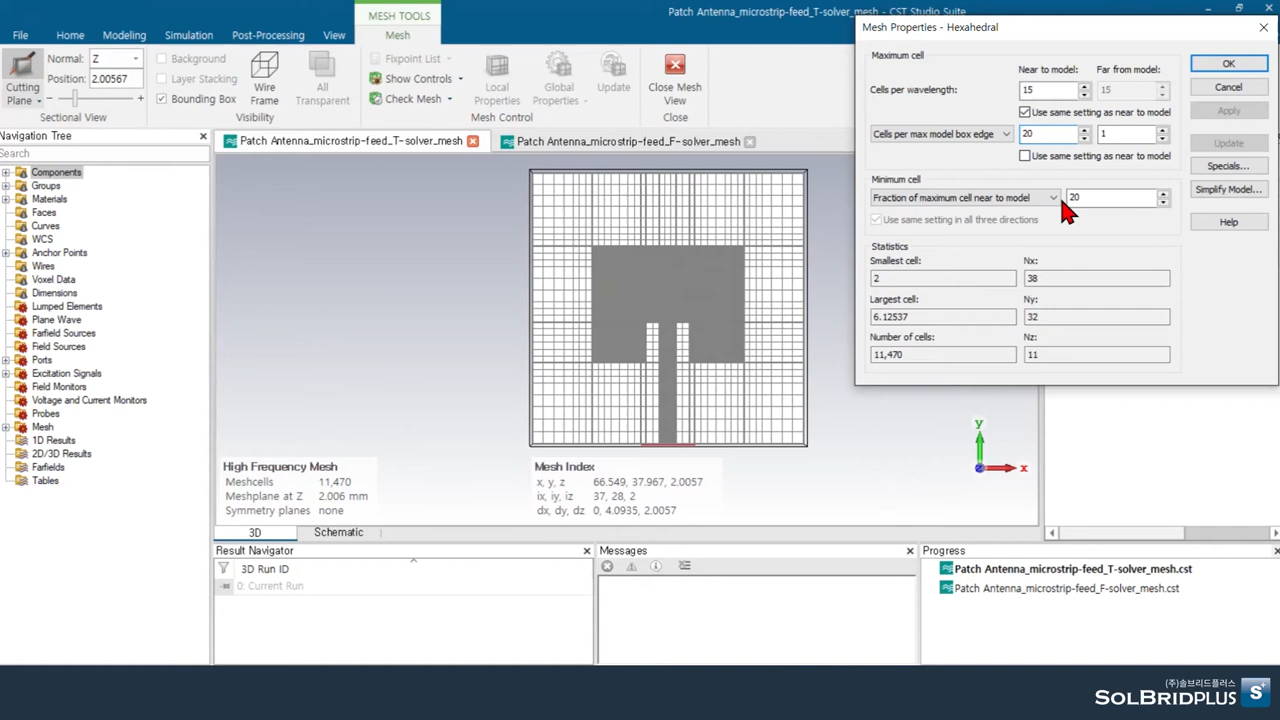 MESH TOOLS
Patch Antenna_microstrip-feed_T-solver_mesh - CST Studio Suite
File
Home
Modeling
Simulation
Post-Processing
View
Mesh
Cutting Plane
Normal:
Z
Position:
2.00567
Sectional View
Background
Layer Stacking
Bounding Box
Wire Frame
All Transparent
Visibility
Fixpoint List
Show Controls
Check Mesh
Local Properties
Global Properties
Update
Mesh Control
Close Mesh View
Close
Navigation Tree
Search
Components
Groups
Materials
Faces
Curves
WCS
Anchor Points
Wires
Voxel Data
Dimensions
Lumped Elements
Plane Wave
Farfield Sources
Field Sources
Ports
Excitation Signals
Field Monitors
Voltage and Current Monitors
Probes
Mesh
1D Results
2D/3D Results
Farfields
Tables
Patch Antenna_microstrip-feed_T-solver_mesh
Patch Antenna_microstrip-feed_F-solver_mesh
High Frequency Mesh
Meshcells 11,470
Meshplane at Z 2.006 mm
Symmetry planes none
Mesh Index
x, y, z 66.549, 37.967, 2.0057
ix, iy, iz 37, 28, 2
dx, dy, dz 0, 4.0935, 2.0057
y
x
3D
Schematic
Mesh Properties - Hexahedral
Maximum cell
Near to model:
Far from model:
Cells per wavelength:
15
15
Use same setting as near to model
Cells per max model box edge
20
1
Use same setting as near to model
Minimum cell
Fraction of maximum cell near to model
20
Use same setting in all three directions
Statistics
Smallest cell:
Nx:
2
38
Largest cell:
Ny:
6.12537
32
Number of cells:
Nz:
11,470
11
OK
Cancel
Apply
Update
Specials...
Simplify Model...
Help
Result Navigator
3D Run ID
0: Current Run
Messages
Progress
Patch Antenna_microstrip-feed_T-solver_mesh.cst
Patch Antenna_microstrip-feed_F-solver_mesh.cst
(주)솔브리드플러스
SOLBRIDPLUS
S+